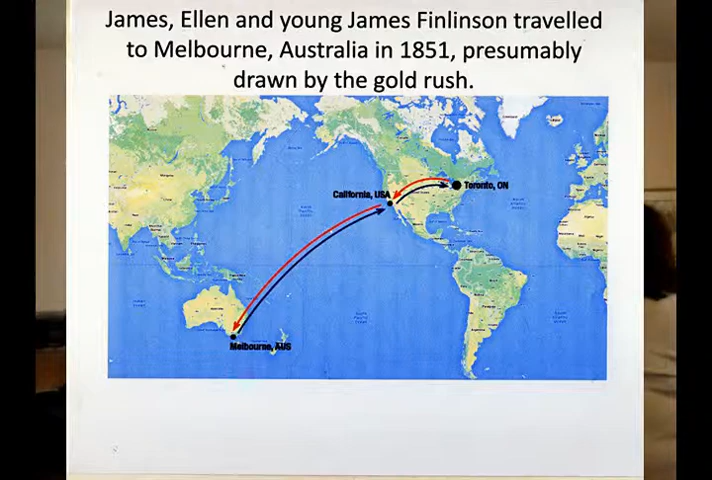 James, Ellen and young James Finlinson travelled
to Melbourne, Australia in 1851, presumably
drawn by the gold rush.
California, USA
Toronto, ON
Melbourne, AUS